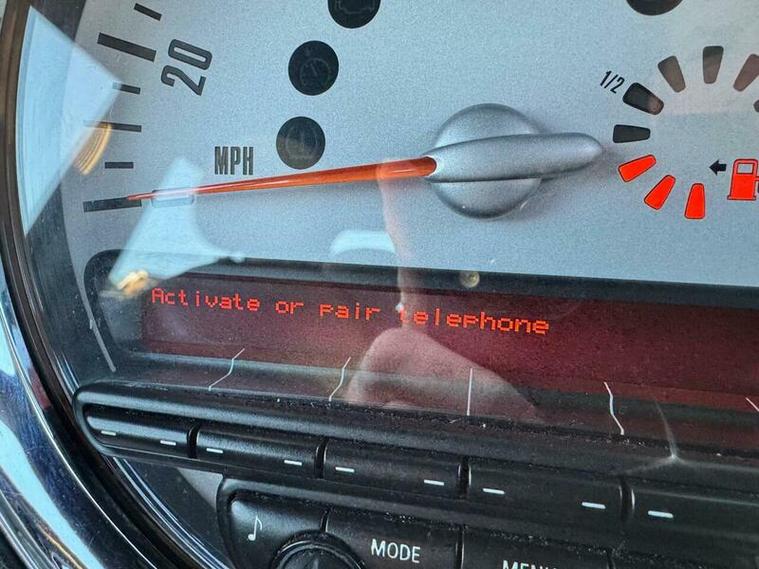 20
1/2
MPH
Activate or pair telephone
MODE